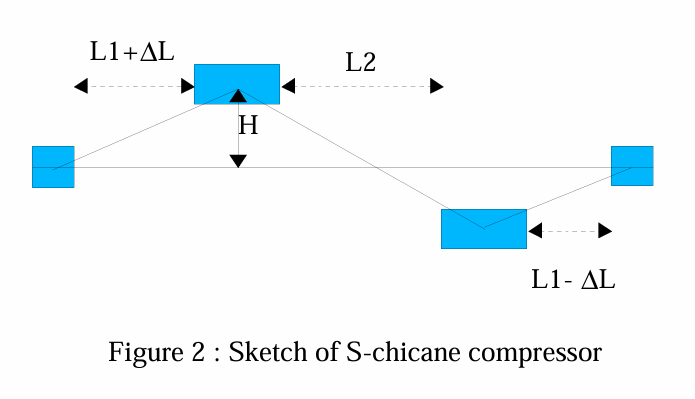 L1+ΔL
L2
H
L1- ΔL
Figure 2 : Sketch of S-chicane compressor